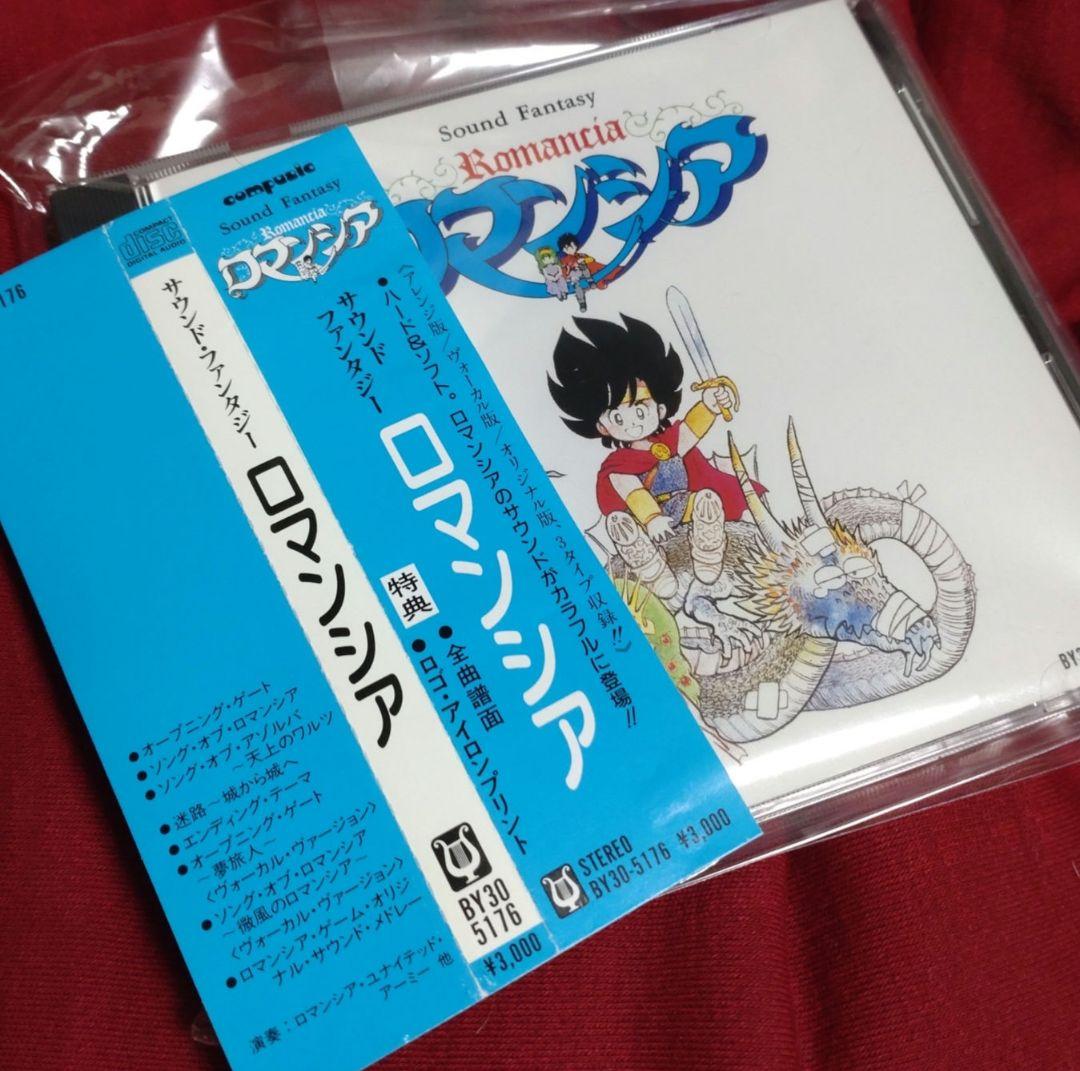 Sound Fantasy
Romancia
ロマンシア
compusic
Sound Fantasy
Romancia
ロマンシア
サウンド
ファンタジー
ロマンシア
〈アレンジ版/ヴォーカル版/オリジナル版、3タイプ収録!!〉
●ハード&ソフト。ロマンシアのサウンドがカラフルに登場!!
特典
●全曲譜面
●ロゴ・アイロンプリント
STEREO
BY30-5176 ¥3,000
COMPACT
disc
DIGITAL AUDIO
サウンド・ファンタジー
ロマンシア
BY30
5176
¥3,000
176
●オープニング・ゲート
●ソング・オブ・ロマンシア
●ソング・オブ・アゾルバ
~天上のワルツ
●迷路~城から城へ
●エンディング・テーマ
●オープニング・ゲート
~夢旅人~
〈ヴォーカル・ヴァージョン〉
●ソング・オブ・ロマンシア
~微風のロマンシア~
〈ヴォーカル・ヴァージョン〉
●ロマンシア・ゲーム・オリジ
ナル・サウンド・メドレー
演奏:ロマンシア・ユナイテッド・
アーミー 他